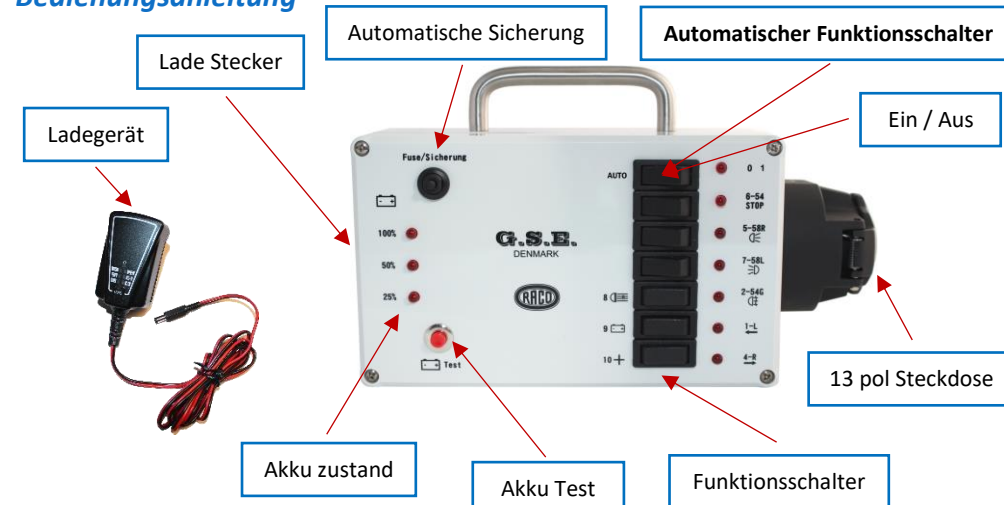 Bedienungsanleitung
Automatische Sicherung
Automatischer Funktionsschalter
Lade Stecker
Ein / Aus
Ladegerät
Fuse/Sicherung
AUTO
0 1
6-54
STOP
100%
5-58R
G.S.E.
DENMARK
50%
7-58L
25%
RACO
8
2-54G
9
1-L
Test
10
4-R
13 pol Steckdose
Akku zustand
Akku Test
Funktionsschalter